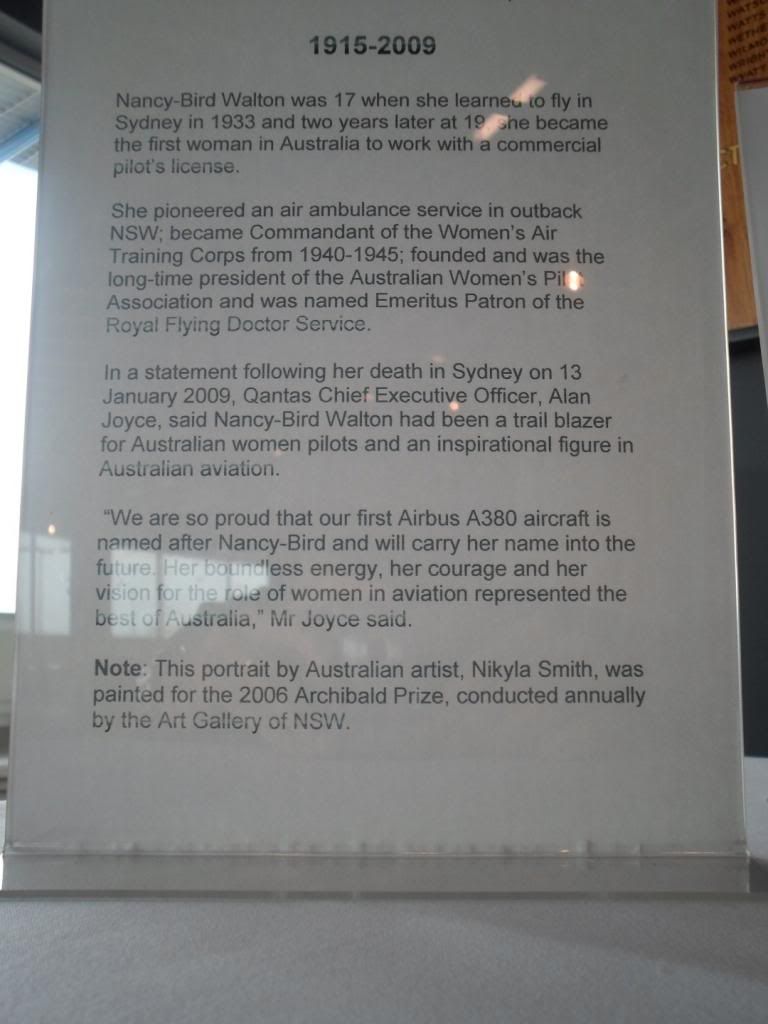 1915-2009
Nancy-Bird Walton was 17 when she learned to fly in
Sydney in 1933 and two years later at 19, she became
the first woman in Australia to work with a commercial
pilot's license.
She pioneered an air ambulance service in outback
NSW; became Commandant of the Women's Air
Training Corps from 1940-1945; founded and was the
long-time president of the Australian Women's Pilot
Association and was named Emeritus Patron of the
Royal Flying Doctor Service.
In a statement following her death in Sydney on 13
January 2009, Qantas Chief Executive Officer, Alan
Joyce, said Nancy-Bird Walton had been a trail blazer
for Australian women pilots and an inspirational figure in
Australian aviation.
“We are so proud that our first Airbus A380 aircraft is
named after Nancy-Bird and will carry her name into the
future. Her boundless energy, her courage and her
vision for the role of women in aviation represented the
best of Australia,” Mr Joyce said.
Note: This portrait by Australian artist, Nikyla Smith, was
painted for the 2006 Archibald Prize, conducted annually
by the Art Gallery of NSW.
WATTS